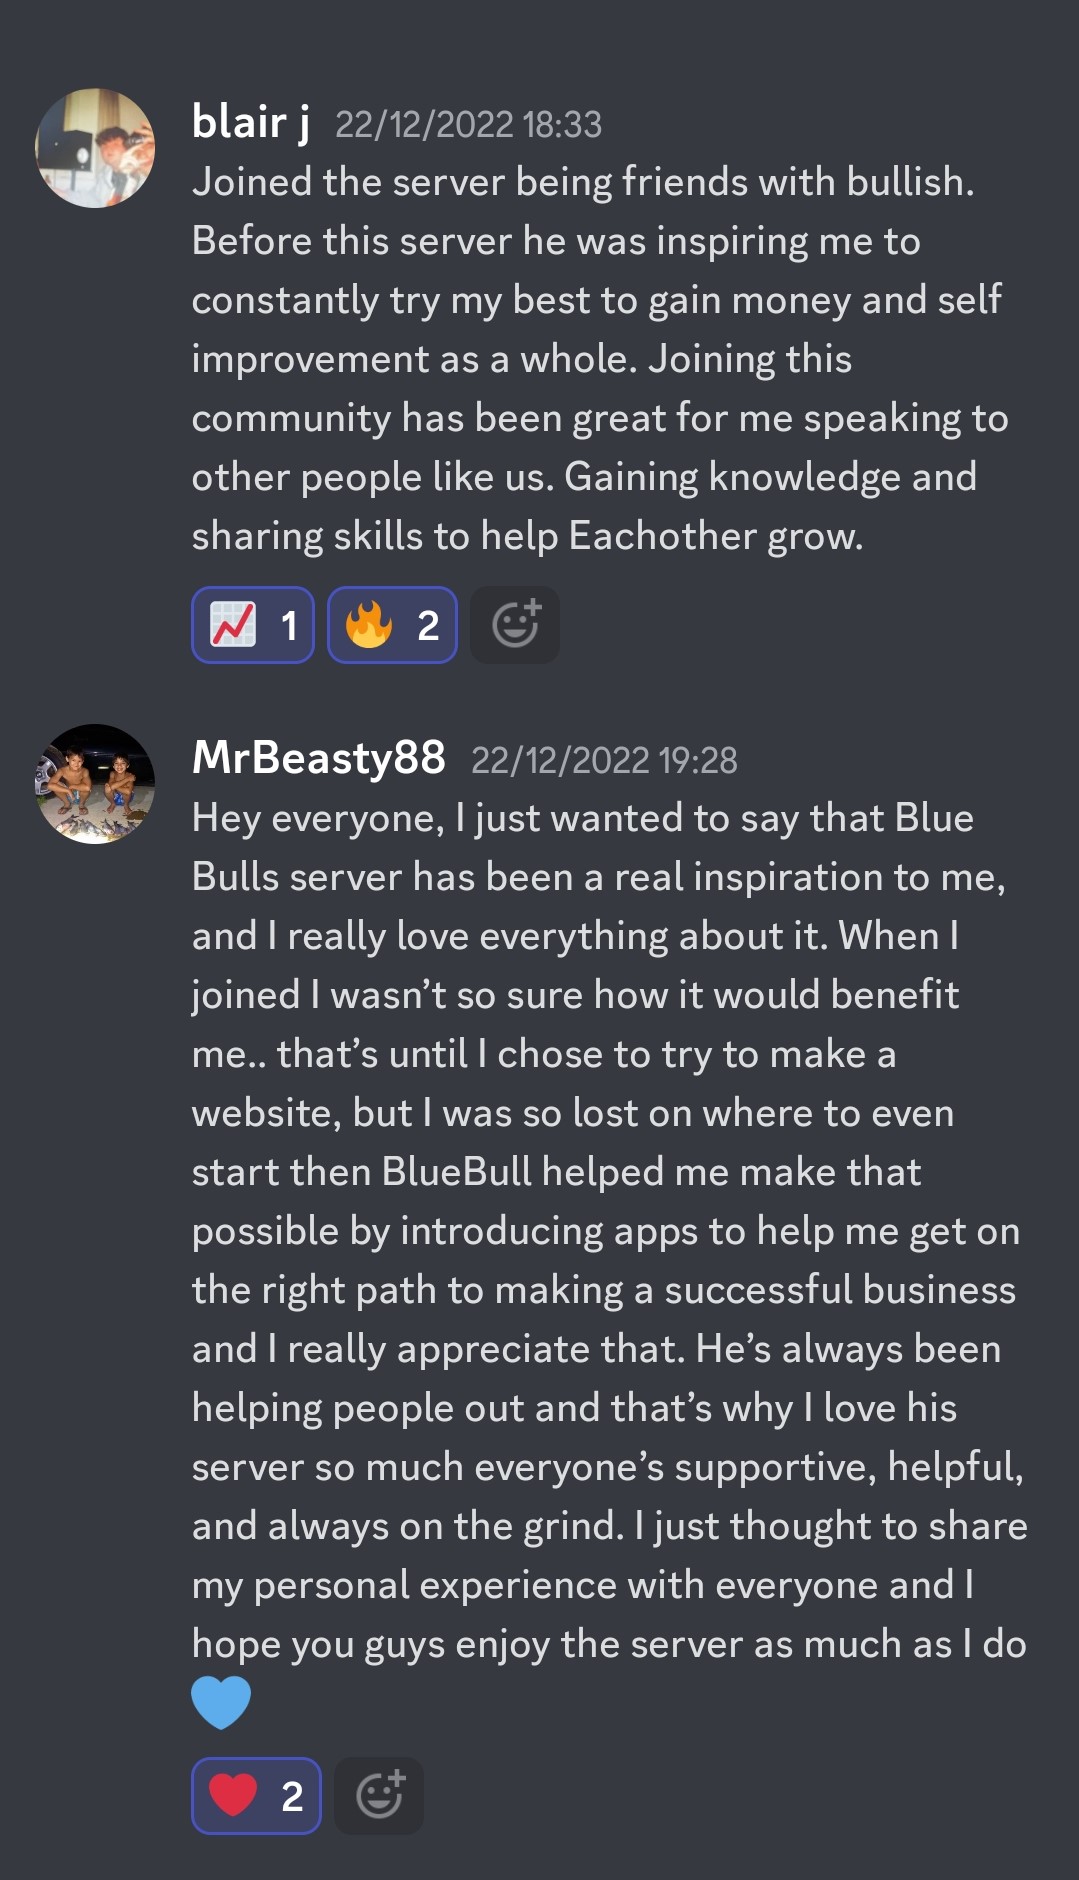 blair j 22/12/2022 18:33
Joined the server being friends with bullish.
Before this server he was inspiring me to
constantly try my best to gain money and self
improvement as a whole. Joining this
community has been great for me speaking to
other people like us. Gaining knowledge and
sharing skills to help Eachother grow.
1 2
MrBeasty88 22/12/2022 19:28
Hey everyone, I just wanted to say that Blue
Bulls server has been a real inspiration to me,
and I really love everything about it. When I
joined I wasn’t so sure how it would benefit
me.. that’s until I chose to try to make a
website, but I was so lost on where to even
start then BlueBull helped me make that
possible by introducing apps to help me get on
the right path to making a successful business
and I really appreciate that. He’s always been
helping people out and that’s why I love his
server so much everyone’s supportive, helpful,
and always on the grind. I just thought to share
my personal experience with everyone and I
hope you guys enjoy the server as much as I do
💙
2